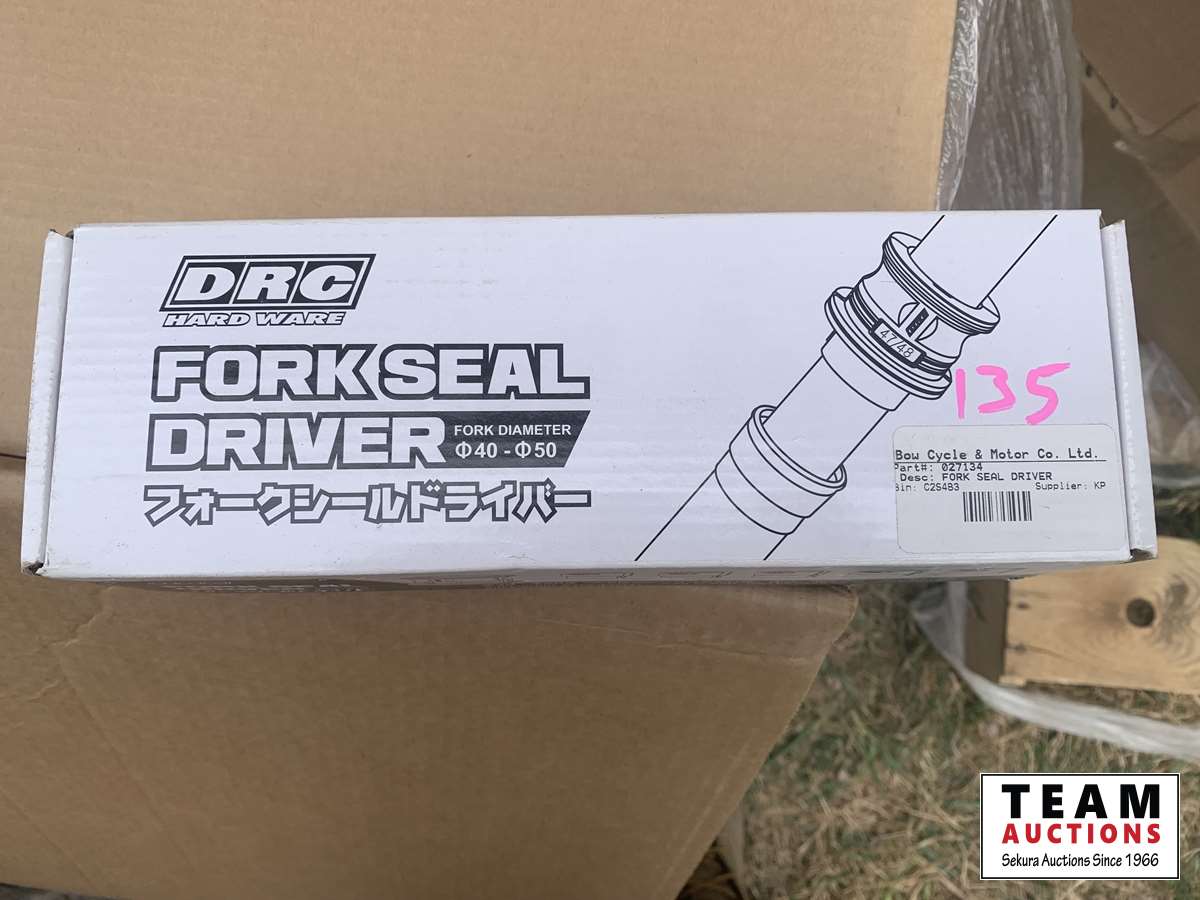 DRC
HARD WARE
FORK SEAL
DRIVER
FORK DIAMETER
Φ40 - Φ50
フォークシールドライバー
47/48
135
Bow Cycle & Motor Co. Ltd.
Part#: 027134
Desc: FORK SEAL DRIVER
Bin: C2S4B3 Supplier: KP
TEAM
AUCTIONS
Sekura Auctions Since 1966